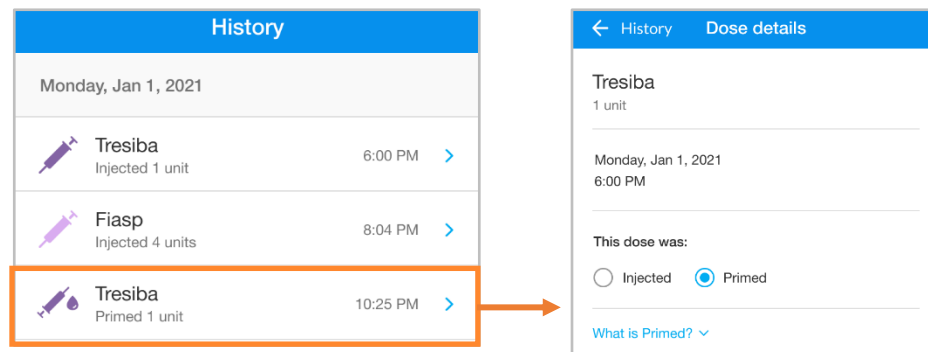 History
Monday, Jan 1, 2021
Tresiba
Injected 1 unit
6:00 PM
Fiasp
Injected 4 units
8:04 PM
Tresiba
Primed 1 unit
10:25 PM
History Dose details
Tresiba
1 unit
Monday, Jan 1, 2021
6:00 PM
This dose was:
Injected Primed
What is Primed?